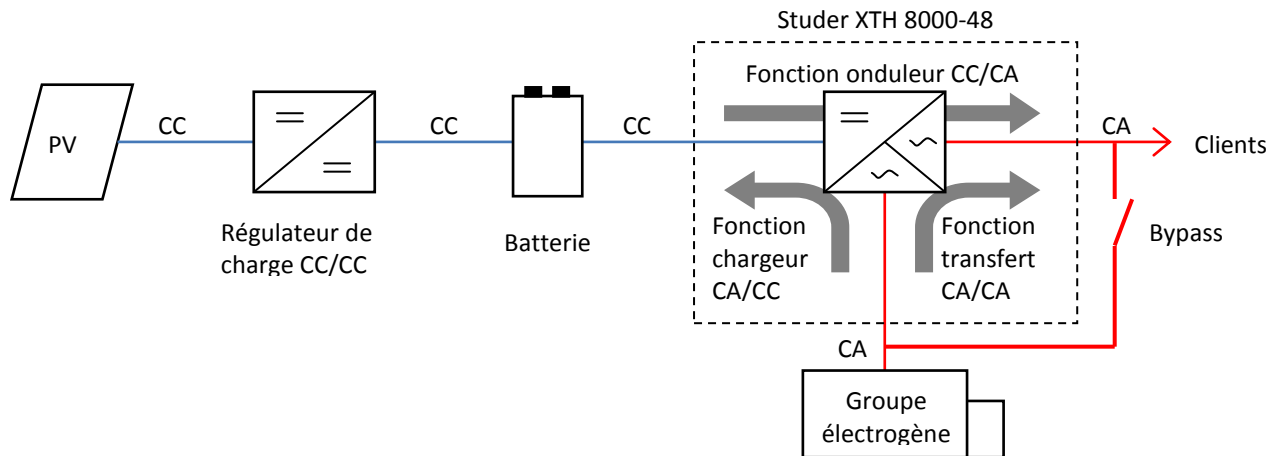 Studer XTH 8000-48
Fonction onduleur CC/CA
PV
CC
CC
CC
CA
Clients
Régulateur de
charge CC/CC
Batterie
Fonction
chargeur
CA/CC
Fonction
transfert
CA/CA
Bypass
CA
Groupe
électrogène